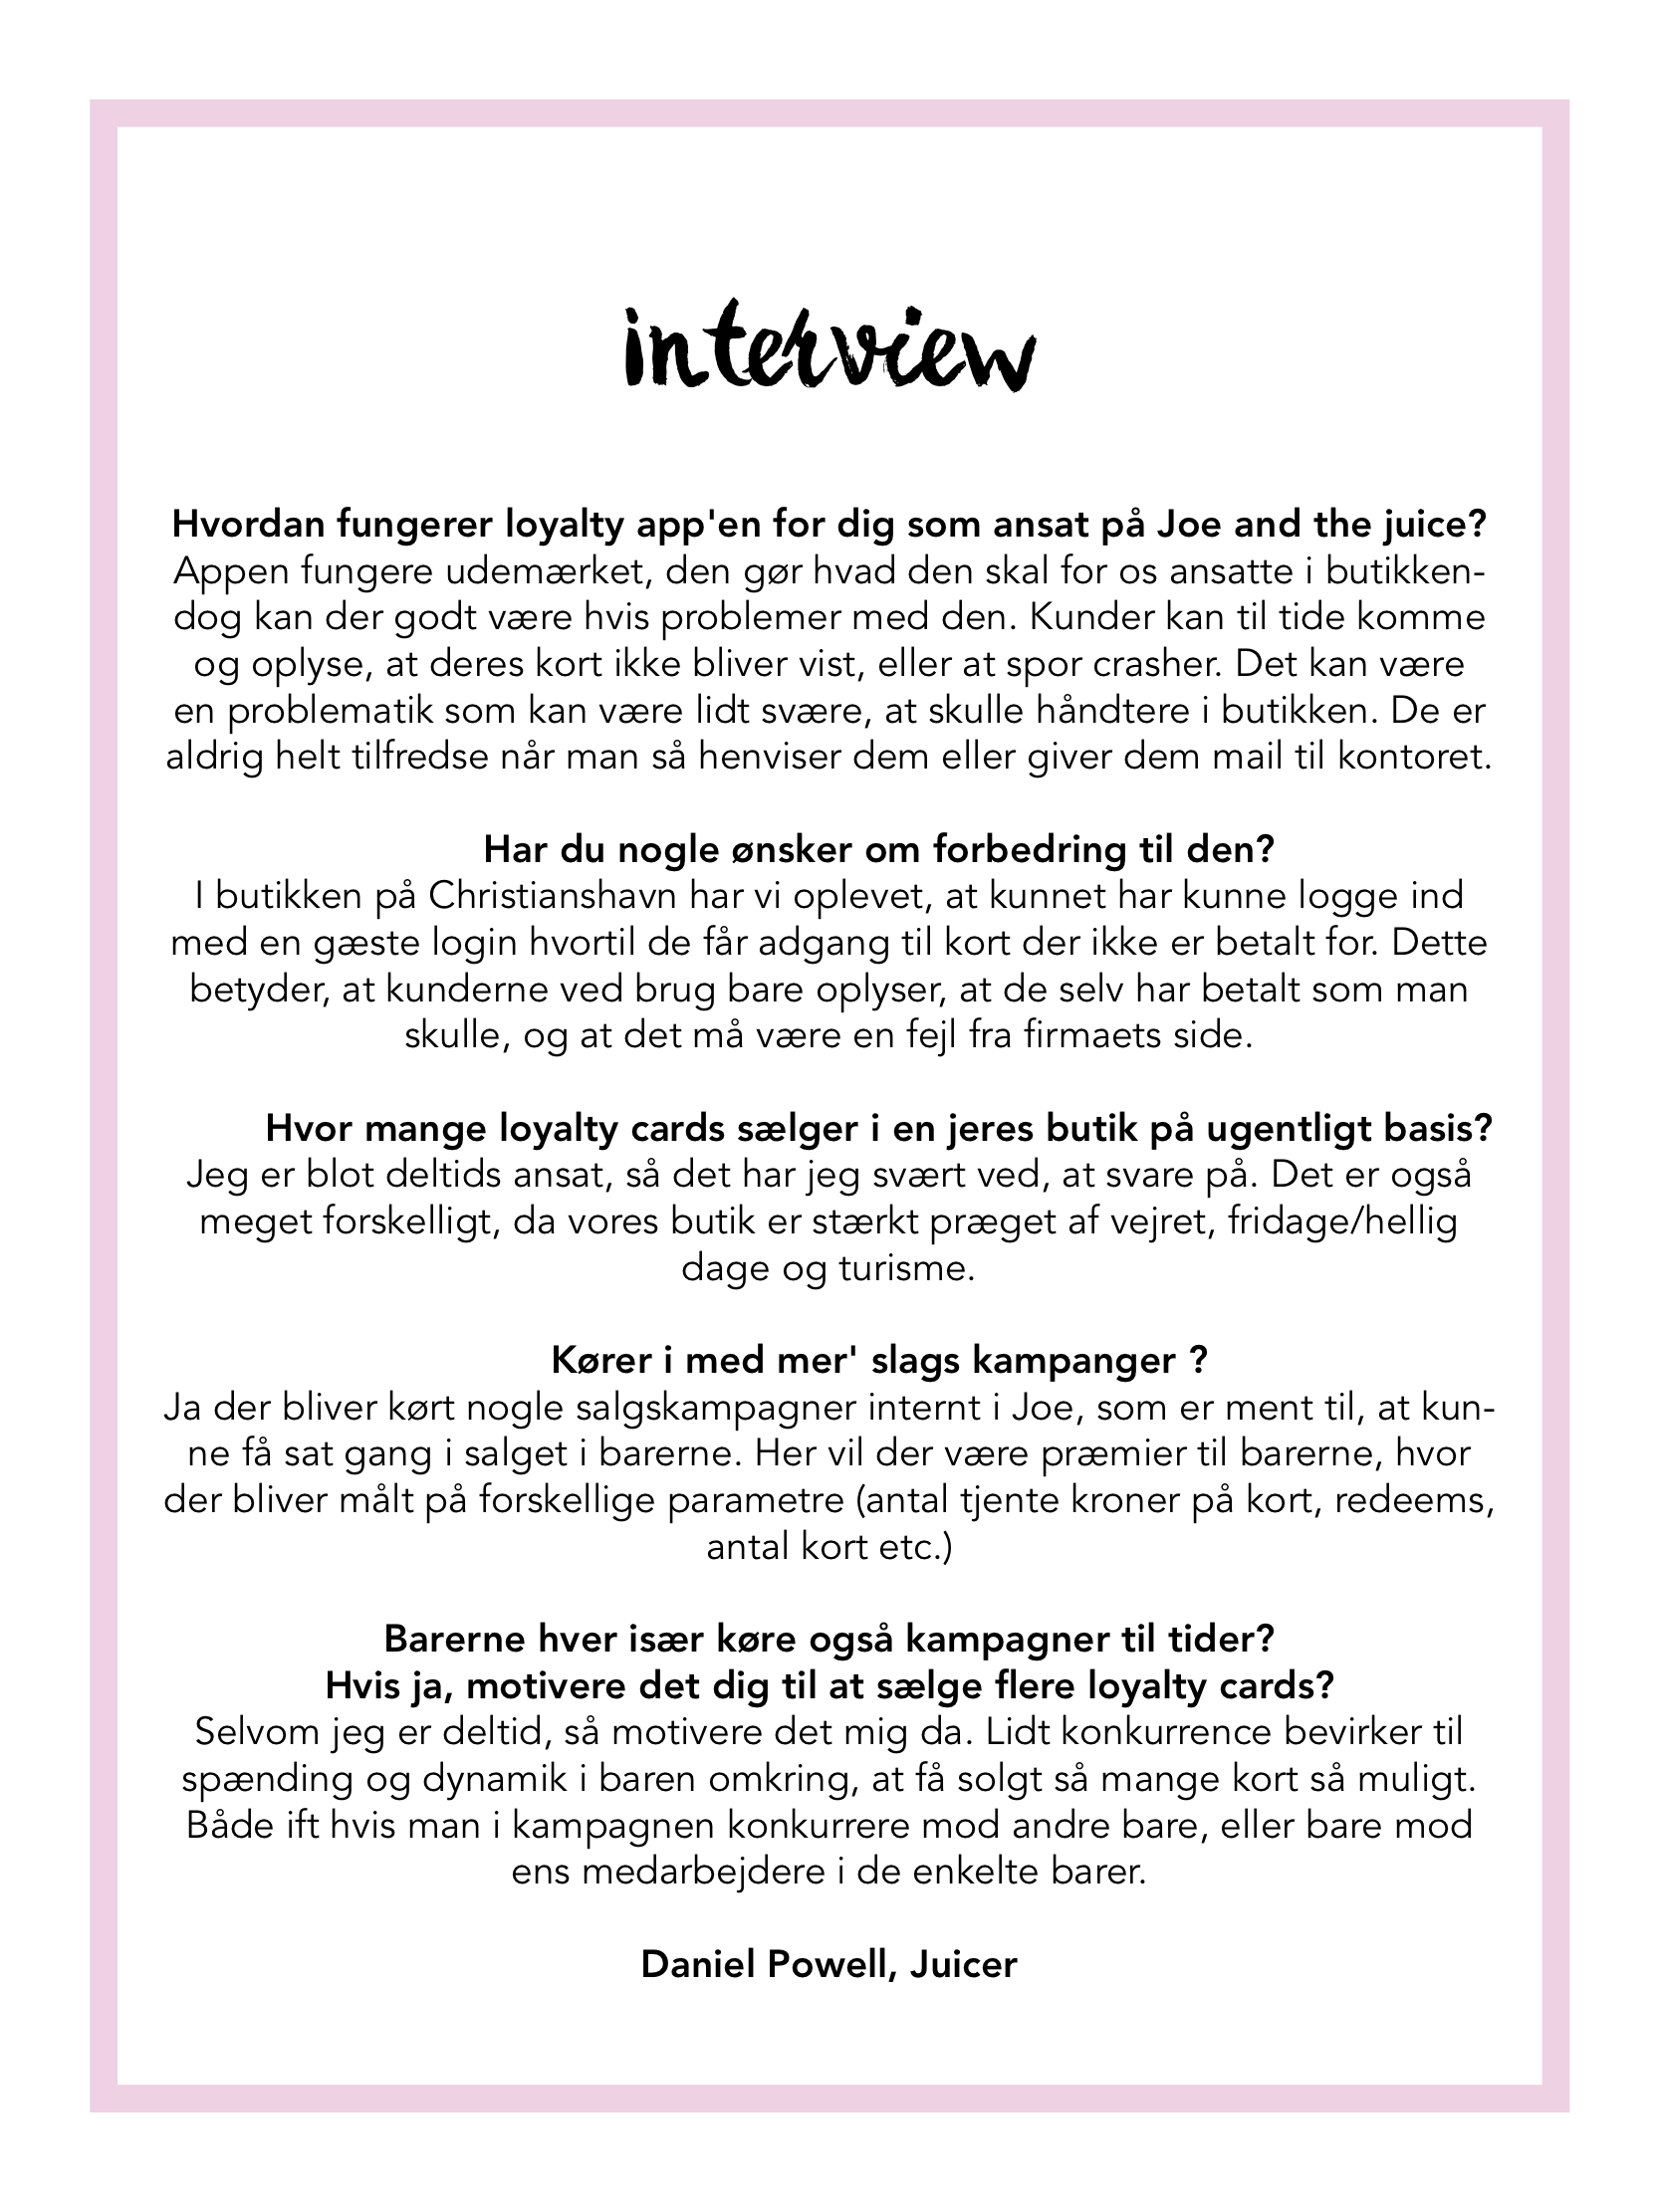 interview
Hvordan fungerer loyalty app'en for dig som ansat på Joe and the juice?
Appen fungere udemærket, den gør hvad den skal for os ansatte i butikken-
dog kan der godt være hvis problemer med den. Kunder kan til tide komme
og oplyse, at deres kort ikke bliver vist, eller at spor crasher. Det kan være
en problematik som kan være lidt svære, at skulle håndtere i butikken. De er
aldrig helt tilfredse når man så henviser dem eller giver dem mail til kontoret.
Har du nogle ønsker om forbedring til den?
I butikken på Christianshavn har vi oplevet, at kunnet har kunne logge ind
med en gæste login hvortil de får adgang til kort der ikke er betalt for. Dette
betyder, at kunderne ved brug bare oplyser, at de selv har betalt som man
skulle, og at det må være en fejl fra firmaets side.
Hvor mange loyalty cards sælger i en jeres butik på ugentligt basis?
Jeg er blot deltids ansat, så det har jeg svært ved, at svare på. Det er også
meget forskelligt, da vores butik er stærkt præget af vejret, fridage/hellig
dage og turisme.
Kører i med mer' slags kampanger ?
Ja der bliver kørt nogle salgskampagner internt i Joe, som er ment til, at kun-
ne få sat gang i salget i barerne. Her vil der være præmier til barerne, hvor
der bliver målt på forskellige parametre (antal tjente kroner på kort, redeems,
antal kort etc.)
Barerne hver især køre også kampagner til tider?
Hvis ja, motivere det dig til at sælge flere loyalty cards?
Selvom jeg er deltid, så motivere det mig da. Lidt konkurrence bevirker til
spænding og dynamik i baren omkring, at få solgt så mange kort så muligt.
Både ift hvis man i kampagnen konkurrere mod andre bare, eller bare mod
ens medarbejdere i de enkelte barer.
Daniel Powell, Juicer